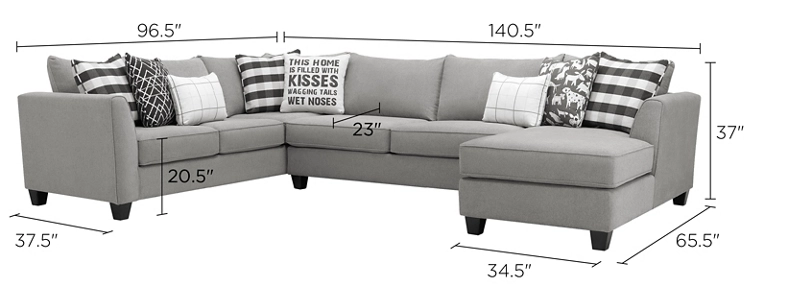 96.5"
140.5"
THIS HOME
IS FILLED WITH
KISSES
WAGGING TAILS
WET NOSES
23"
37"
20.5"
37.5"
65.5"
34.5"